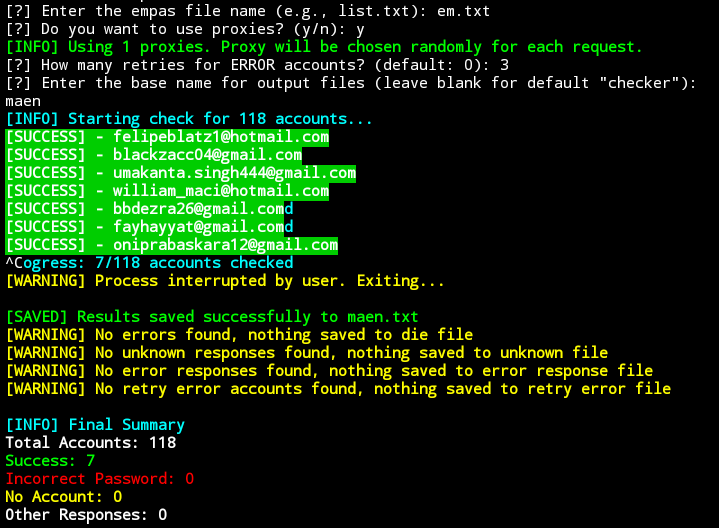 [?] Enter the empas file name (e.g., list.txt): em.txt
[?] Do you want to use proxies? (y/n): y
[INFO] Using 1 proxies. Proxy will be chosen randomly for each request.
[?] How many retries for ERROR accounts? (default: 0): 3
[?] Enter the base name for output files (leave blank for default "checker"):
maen
[INFO] Starting check for 118 accounts...
[SUCCESS] - felipeblatz1@hotmail.com
[SUCCESS] - blackzacc04@gmail.com
[SUCCESS] - umakanta.singh444@gmail.com
[SUCCESS] - william_maci@hotmail.com
[SUCCESS] - bbdezra26@gmail.comd
[SUCCESS] - fayhayyat@gmail.comd
[SUCCESS] - oniprabaskara12@gmail.com
^Cogress: 7/118 accounts checked
[WARNING] Process interrupted by user. Exiting...
[SAVED] Results saved successfully to maen.txt
[WARNING] No errors found, nothing saved to die file
[WARNING] No unknown responses found, nothing saved to unknown file
[WARNING] No error responses found, nothing saved to error response file
[WARNING] No retry error accounts found, nothing saved to retry error file
[INFO] Final Summary
Total Accounts: 118
Success: 7
Incorrect Password: 0
No Account: 0
Other Responses: 0